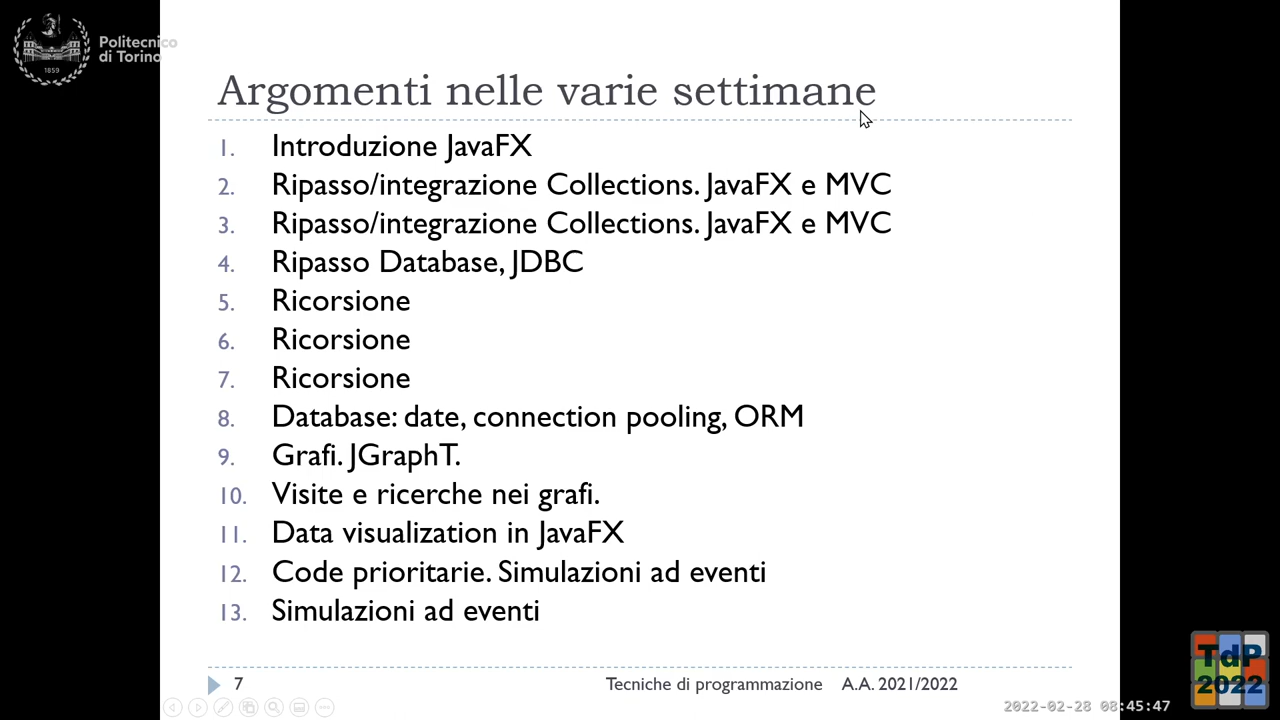 Politecnico
di Torino
1859
Argomenti nelle varie settimane
1. Introduzione JavaFX
2. Ripasso/integrazione Collections. JavaFX e MVC
3. Ripasso/integrazione Collections. JavaFX e MVC
4. Ripasso Database, JDBC
5. Ricorsione
6. Ricorsione
7. Ricorsione
8. Database: date, connection pooling, ORM
9. Grafi. JGraphT.
10. Visite e ricerche nei grafi.
11. Data visualization in JavaFX
12. Code prioritarie. Simulazioni ad eventi
13. Simulazioni ad eventi
7 Tecniche di programmazione A.A. 2021/2022
TdP
2022
2022-02-28 08:45:47